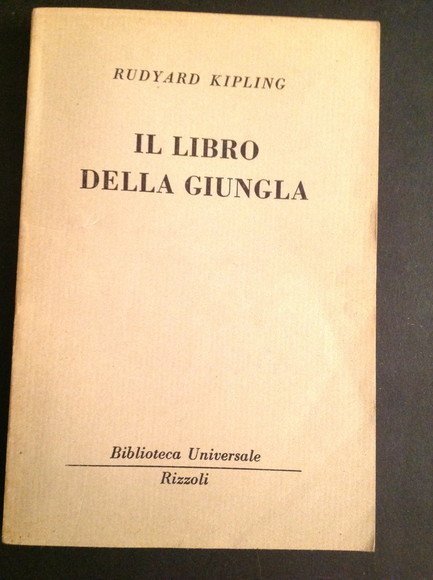 RUDYARD KIPLING
IL LIBRO
DELLA GIUNGLA
Biblioteca Universale
Rizzoli